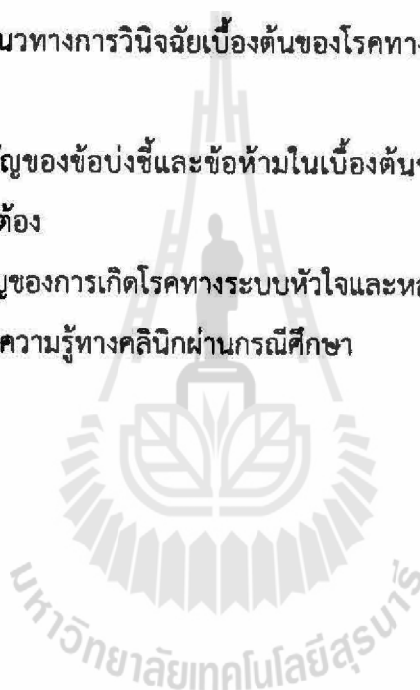 นวทางการวินิจฉัยเบื้องต้นของโรคทาง
ัญของข้อบ่งชี้และข้อห้ามในเบื้องต้นข
ต้อง
ญของการเกิดโรคทางระบบหัวใจและหล
ความรู้ทางคลินิกผ่านกรณีศึกษา
มหาวิทยาลัยเทคโนโลยีสุรนารี